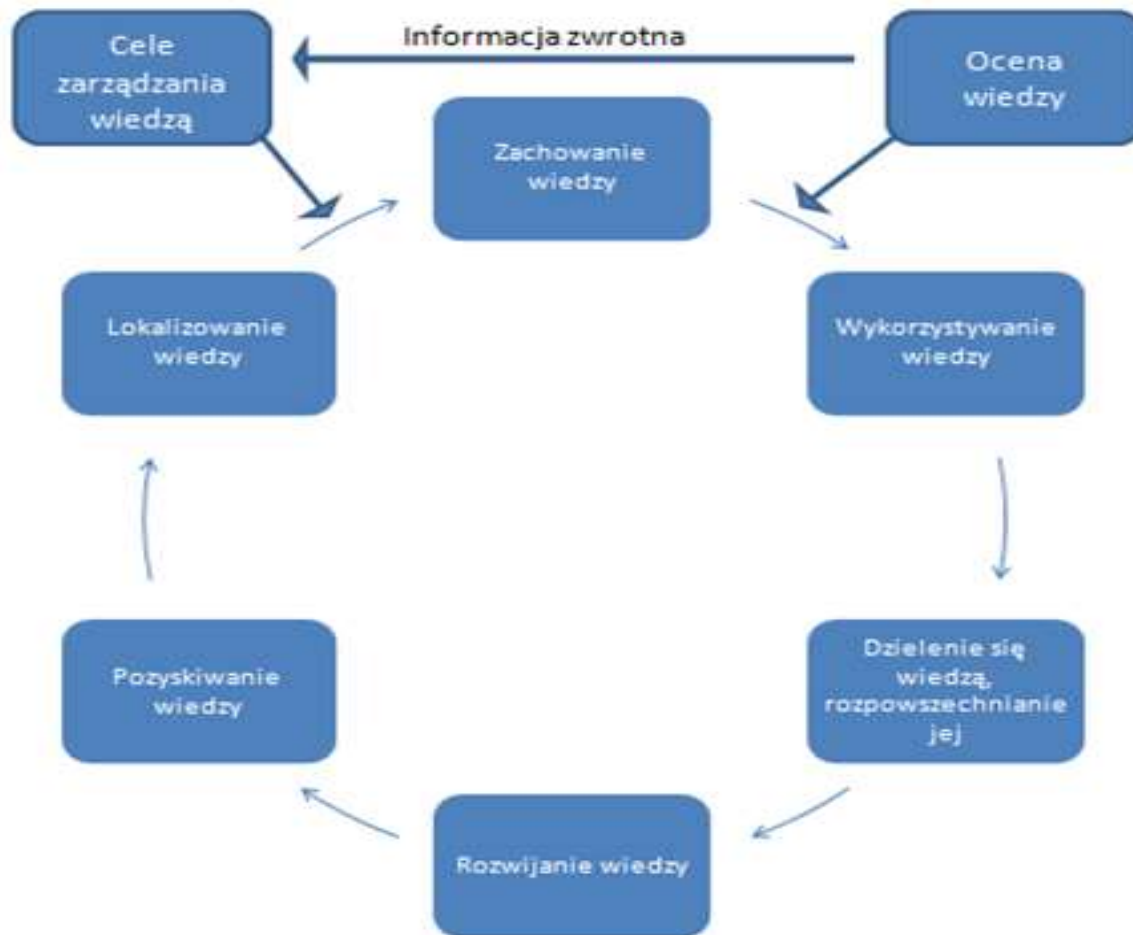 Cele
zarządzania
wiedzą
Informacja zwrotna
Ocena
wiedzy
Zachowanie
wiedzy
Lokalizowanie
wiedzy
Wykorzystywanie
wiedzy
Pozyskiwanie
wiedzy
Dzielenie się
wiedzą,
rozpowszechnianie
jej
Rozwijanie wiedzy